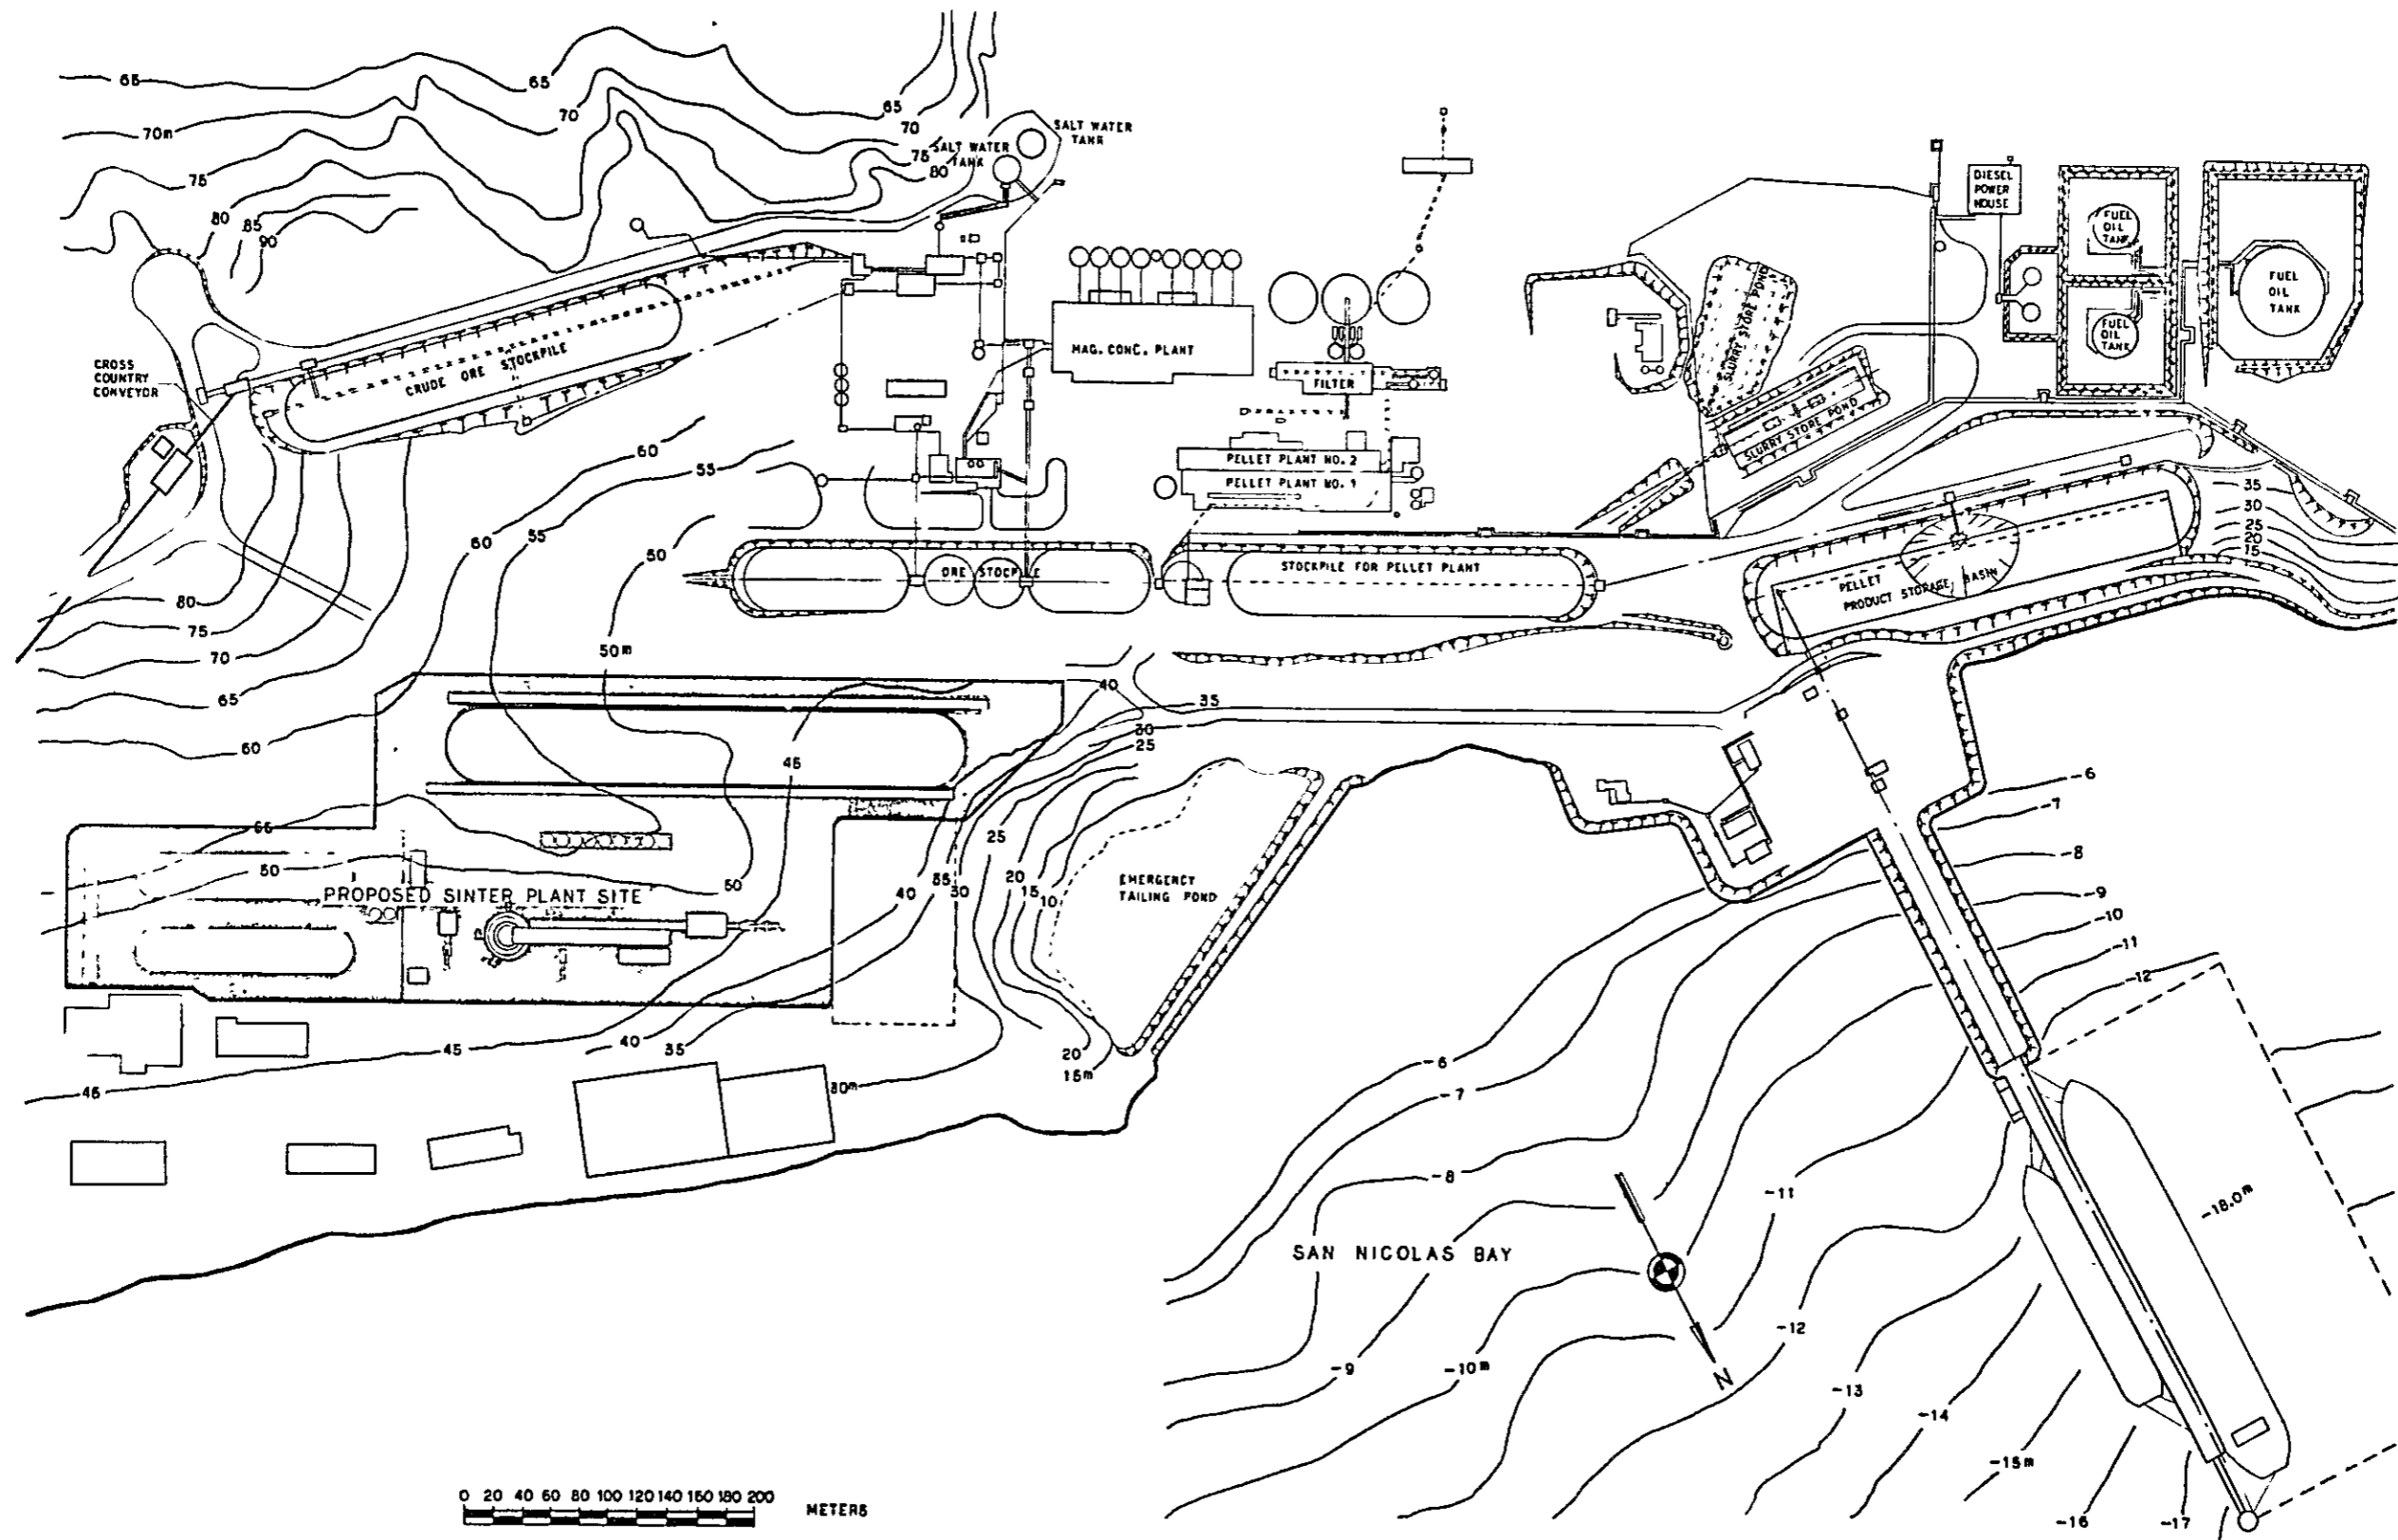 65
65
65
70m
70
70
75
75
80
80
85
90
SALT WATER
TANK
SALT WATER
TANK
DIESEL
POWER
HOUSE
FUEL
OIL
TANK
FUEL
OIL
TANK
FUEL
OIL
TANK
CROSS
COUNTRY
CONVEYOR
CRUDE ORE STOCKPILE
MAG. CONC. PLANT
FILTER
SLURRY STORE POND
SLURRY STORE POND
PELLET PLANT NO. 2
PELLET PLANT NO. 1
60
55
60
55
50
35
30
25
20
15
ORE STOCKPILE
STOCKPILE FOR PELLET PLANT
PELLET
PRODUCT STORAGE BASIN
80
75
70
65
60
50m
40
35
30
25
45
50
50
PROPOSED SINTER PLANT SITE
40
35
30
25
20
15
10
EMERGENCY
TAILING POND
-6
-7
-8
-9
-10
-11
-12
45
40
35
45
30m
20
15m
-6
-7
-8
-9
-10m
-11
-12
-13
-14
-15m
-16
-17
-18.0m
SAN NICOLAS BAY
N
0 20 40 60 80 100 120 140 160 180 200
METERS